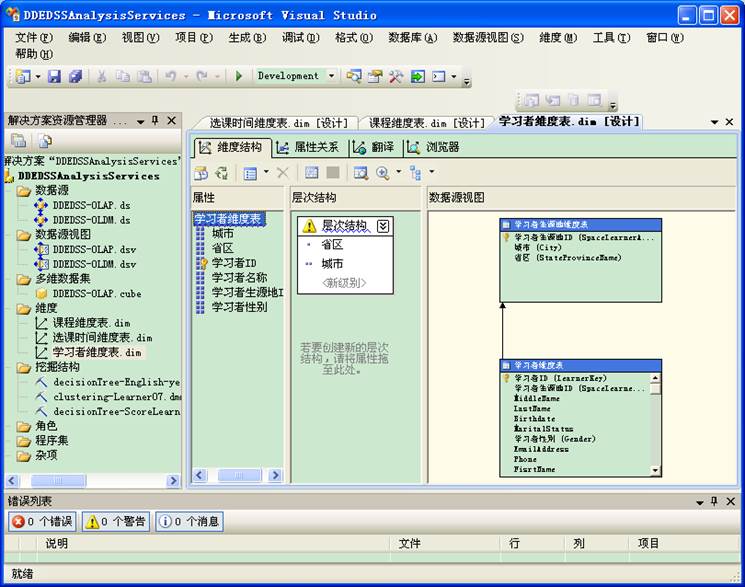 DDEDSSAnalysisServices - Microsoft Visual Studio
文件(F) 编辑(E) 视图(V) 项目(P) 生成(B) 调试(D) 格式(O) 数据库(A) 数据源视图(S) 维度(M) 工具(T) 窗口(W)
帮助(H)
Development
解决方案资源管理器 ...
选课时间维度表.dim [设计] 课程维度表.dim [设计] 学习者维度表.dim [设计]
维度结构 属性关系 翻译 浏览器
解决方案“DDEDSSAnalysisServices”
DDEDSSAnalysisServices
数据源
DDEDSS-OLAP.ds
DDEDSS-OLDM.ds
数据源视图
DDEDSS-OLAP.dsv
DDEDSS-OLDM.dsv
多维数据集
DDEDSS-OLAP.cube
维度
课程维度表.dim
选课时间维度表.dim
学习者维度表.dim
挖掘结构
decisionTree-English-ye
clustering-Learner07.dm
decisionTree-ScoreLearn
角色
程序集
杂项
属性
学习者维度表
城市
省区
学习者ID
学习者名称
学习者生源地I
学习者性别
层次结构
层次结构
省区
城市
<新级别>
若要创建新的层次
结构，请将属性拖
至此处。
数据源视图
学习者生源地维度表
学习者生源地ID (SpaceLearnerA...
城市 (City)
省区 (StateProvinceName)
学习者维度表
学习者ID (LearnerKey)
学习者生源地ID (SpaceLearne...
MiddleName
LastName
Birthdate
MaritalStatus
学习者性别 (Gender)
EmailAddress
Phone
FisrtName
错误列表
0 个错误 0 个警告 0 个消息
说明 文件 行 列 项目
就绪